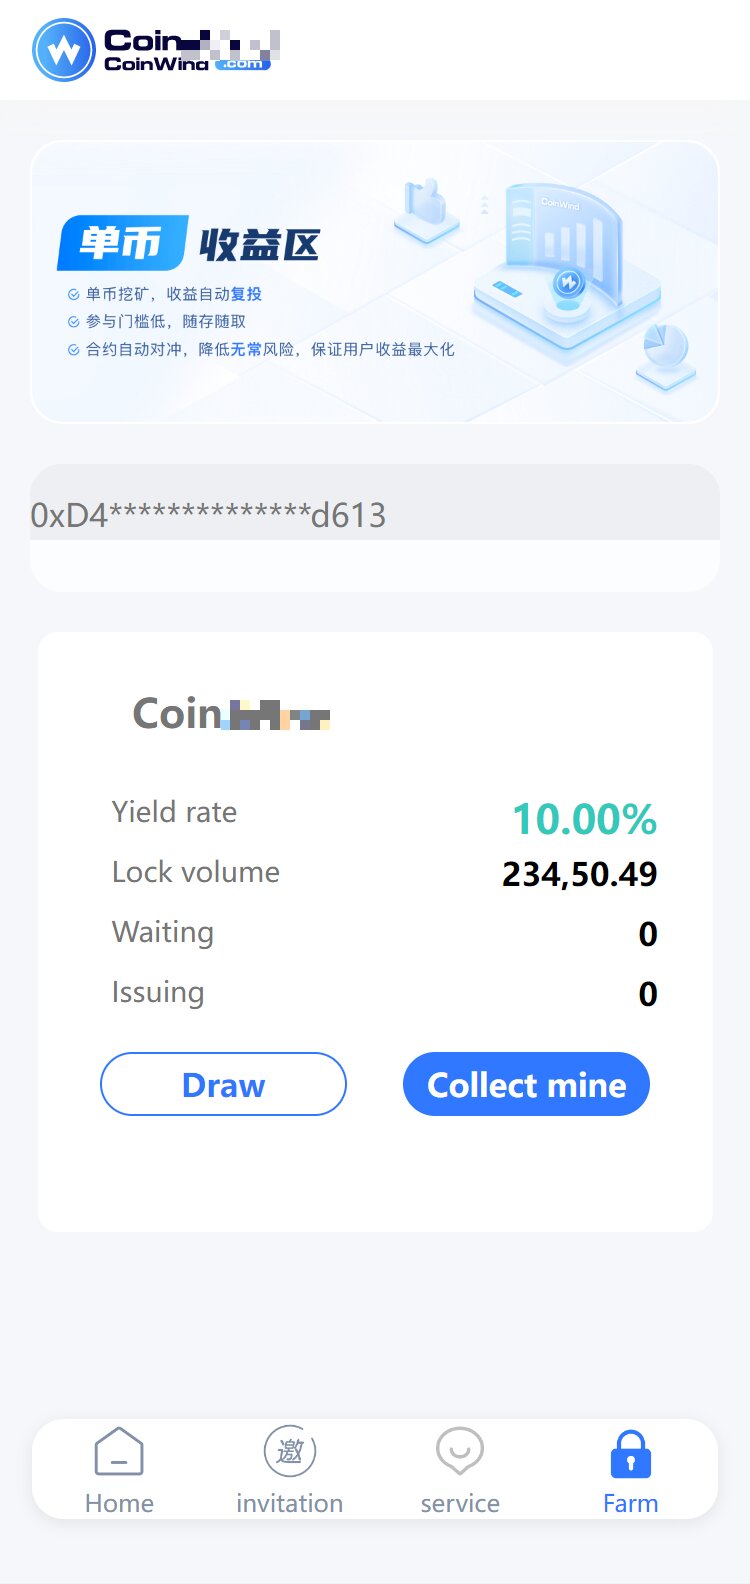 Coin
CoinWind .com
CoinWind
单币 收益区
单币挖矿，收益自动复投
参与门槛低，随存随取
合约自动对冲，降低无常风险，保证用户收益最大化
0xD4**************d613
Coin
Yield rate 10.00%
Lock volume 234,50.49
Waiting 0
Issuing 0
Draw Collect mine
邀
Home invitation service Farm